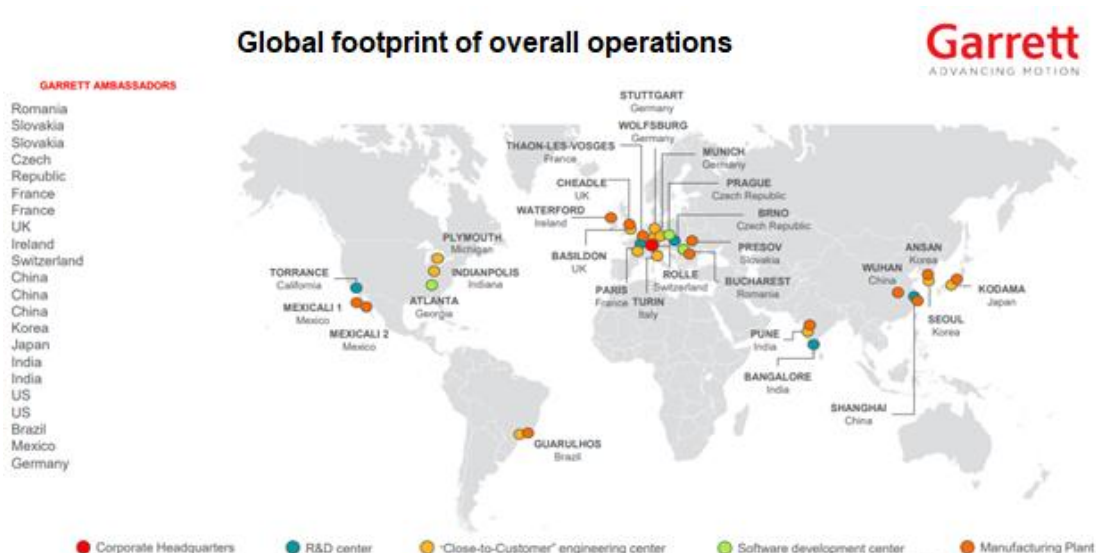 Global footprint of overall operations
Garrett
ADVANCING MOTION
GARRETT AMBASSADORS
Romania
Slovakia
Slovakia
Czech
Republic
France
France
UK
Ireland
Switzerland
China
China
China
Korea
Japan
India
India
US
US
Brazil
Mexico
Germany
STUTTGART
Germany
WOLFSBURG
Germany
THAON-LES-VOSGES
France
MUNICH
Germany
CHEADLE
UK
PRAGUE
Czech Republic
WATERFORD
Ireland
BRNO
Czech Republic
PLYMOUTH
Michigan
BASILDON
UK
PRESOV
Slovakia
ANSAN
Korea
TORRANCE
California
INDIANPOLIS
Indiana
ROLLE
Switzerland
BUCHAREST
Romania
WUHAN
China
KODAMA
Japan
PARIS
France
TURIN
Italy
ATLANTA
Georgia
MEXICALI 1
Mexico
MEXICALI 2
Mexico
SEOUL
Korea
PUNE
India
BANGALORE
India
SHANGHAI
China
GUARULHOS
Brazil
Corporate Headquarters
R&D center
"Close-to-Customer" engineering center
Software development center
Manufacturing Plant